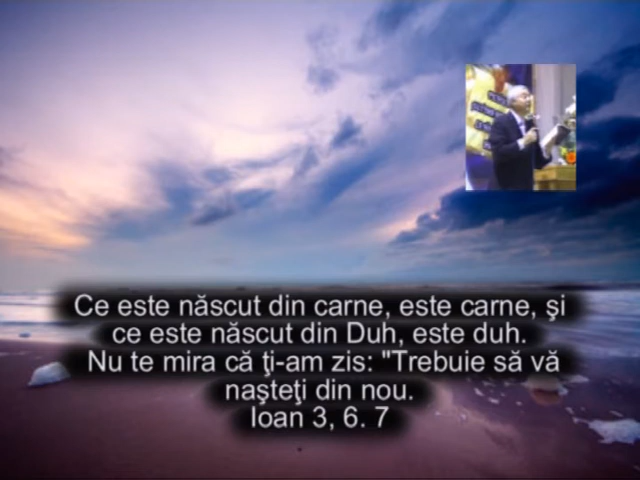 Ce este născut din carne, este carne, şi
ce este născut din Duh, este duh.
Nu te mira că ţi-am zis: "Trebuie să vă
naşteţi din nou.
Ioan 3, 6. 7